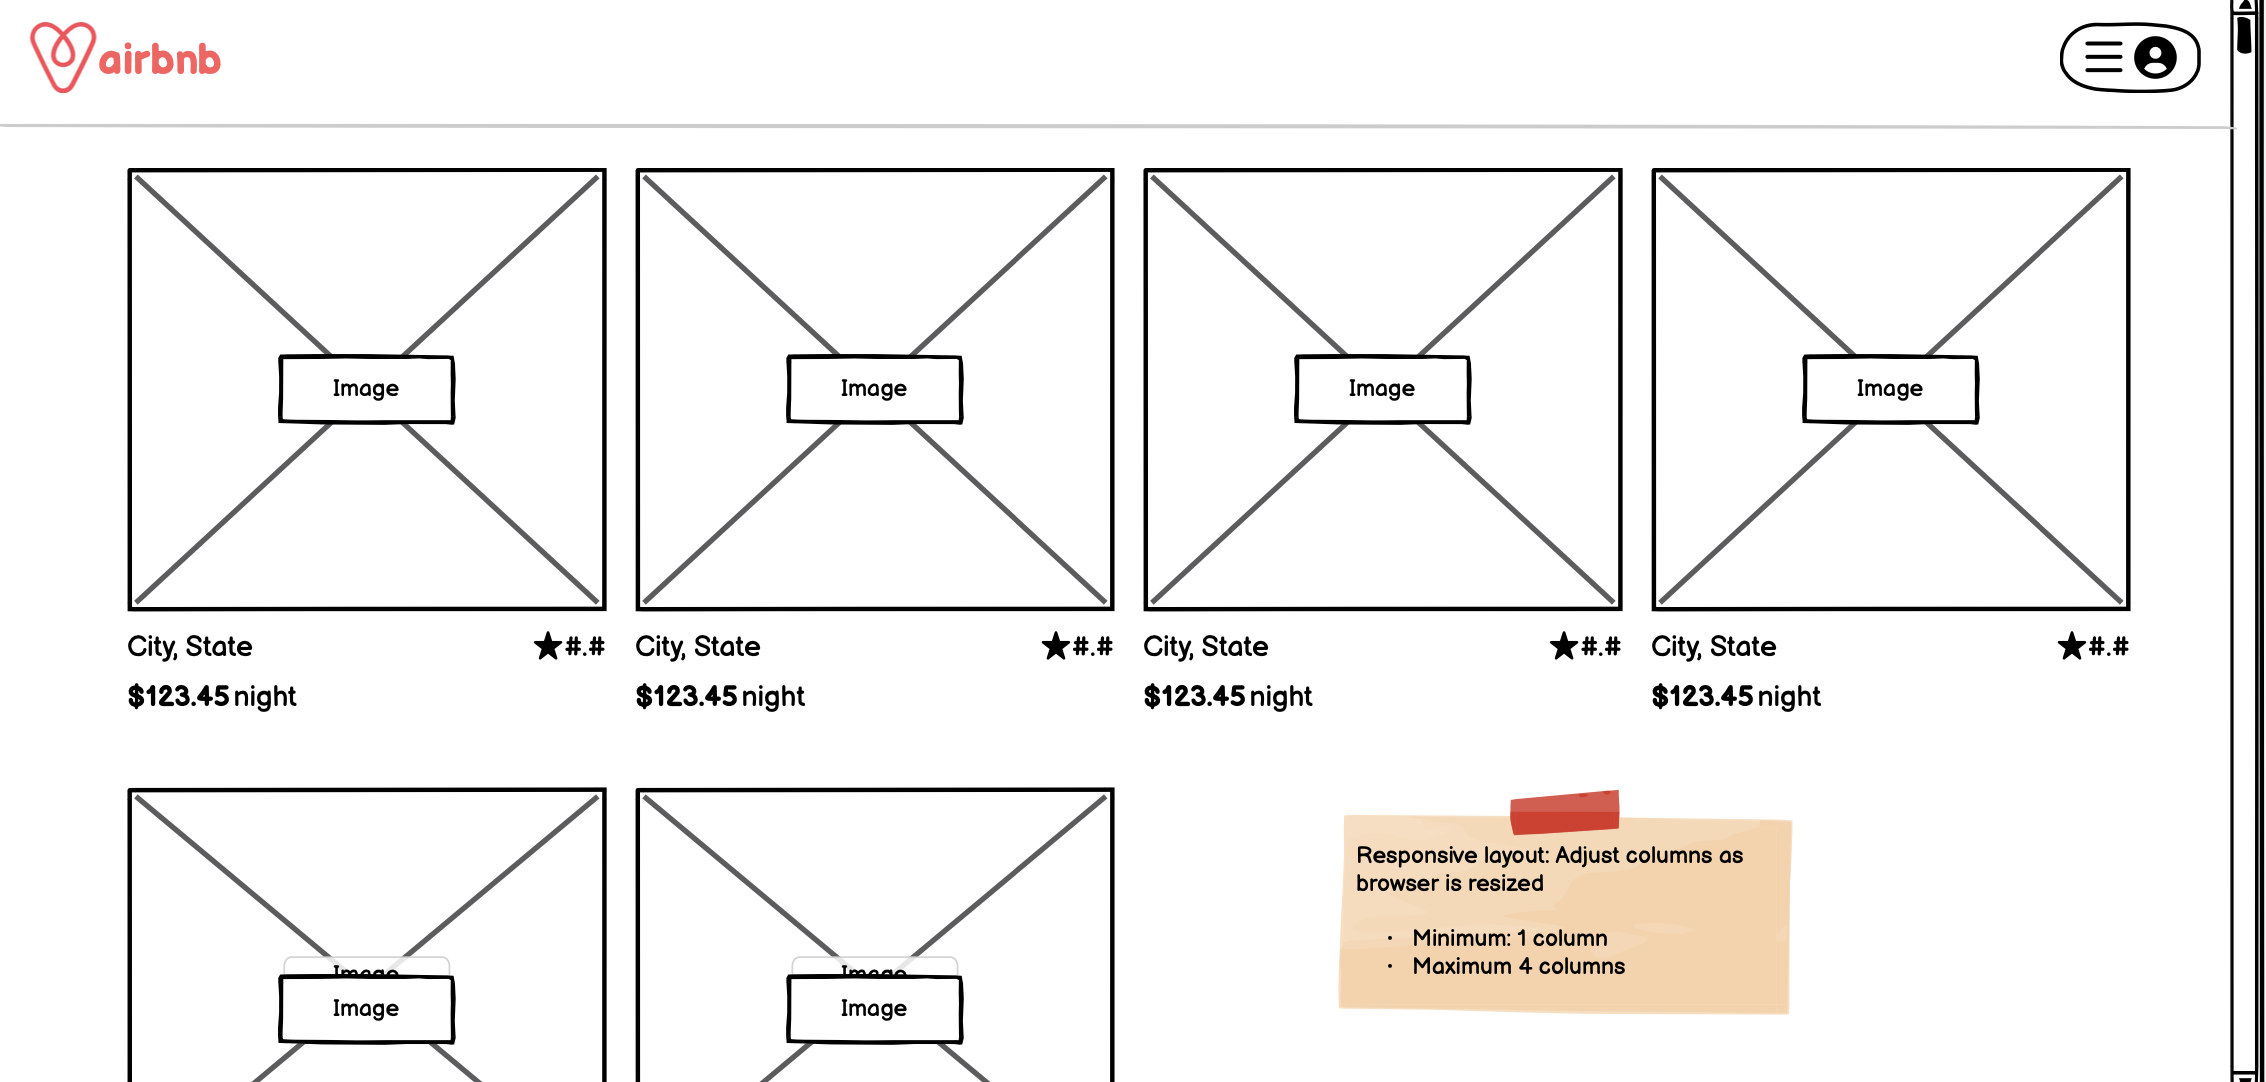 airbnb
Image
Image
Image
Image
City, State ★#.#
City, State ★#.#
City, State ★#.#
City, State ★#.#
$123.45 night
$123.45 night
$123.45 night
$123.45 night
Responsive layout: Adjust columns as
browser is resized
• Minimum: 1 column
• Maximum 4 columns
Image
Image
Image
Image